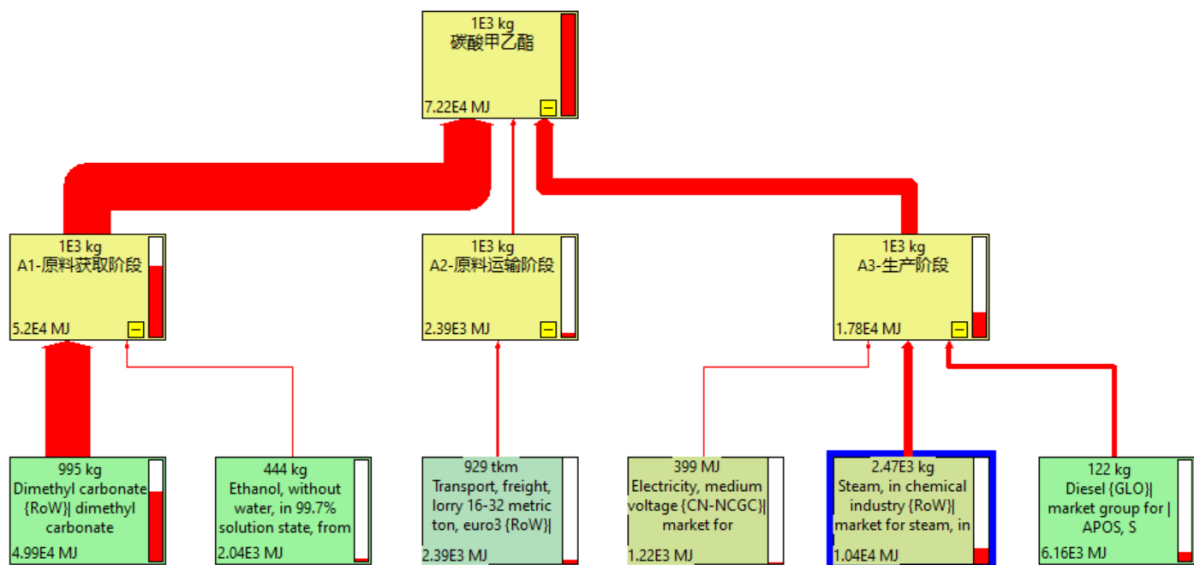 1E3 kg
碳酸甲乙酯
7.22E4 MJ
1E3 kg
A1-原料获取阶段
5.2E4 MJ
1E3 kg
A2-原料运输阶段
2.39E3 MJ
1E3 kg
A3-生产阶段
1.78E4 MJ
995 kg
Dimethyl carbonate
{RoW}| dimethyl
carbonate
4.99E4 MJ
444 kg
Ethanol, without
water, in 99.7%
solution state, from
2.04E3 MJ
929 tkm
Transport, freight,
lorry 16-32 metric
ton, euro3 {RoW}|
2.39E3 MJ
399 MJ
Electricity, medium
voltage {CN-NCGC}|
market for
1.22E3 MJ
2.47E3 kg
Steam, in chemical
industry {RoW}|
market for steam, in
1.04E4 MJ
122 kg
Diesel {GLO}|
market group for |
APOS, S
6.16E3 MJ